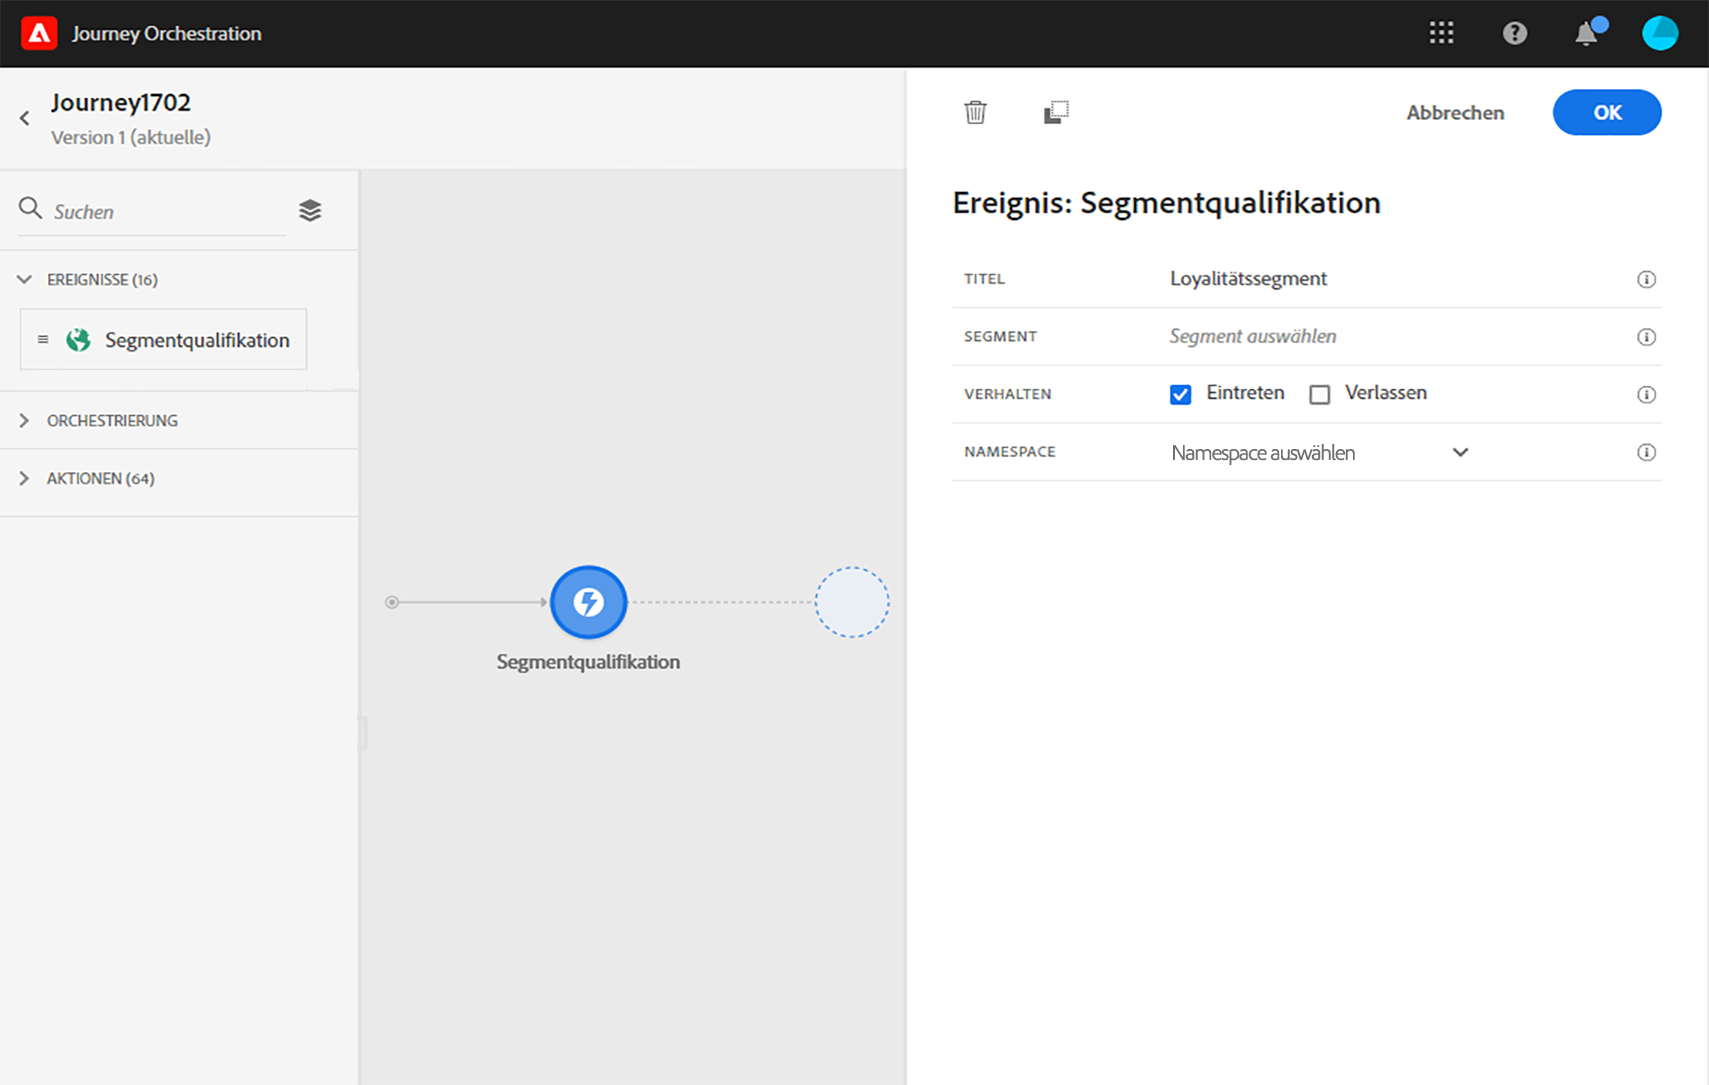 Journey Orchestration
Journey1702
Version 1 (aktuelle)
Suchen
EREIGNISSE (16)
Segmentqualifikation
ORCHESTRIERUNG
AKTIONEN (64)
Segmentqualifikation
Abbrechen
OK
Ereignis: Segmentqualifikation
TITEL Loyalitätssegment
SEGMENT Segment auswählen
VERHALTEN Eintreten Verlassen
NAMESPACE Namespace auswählen